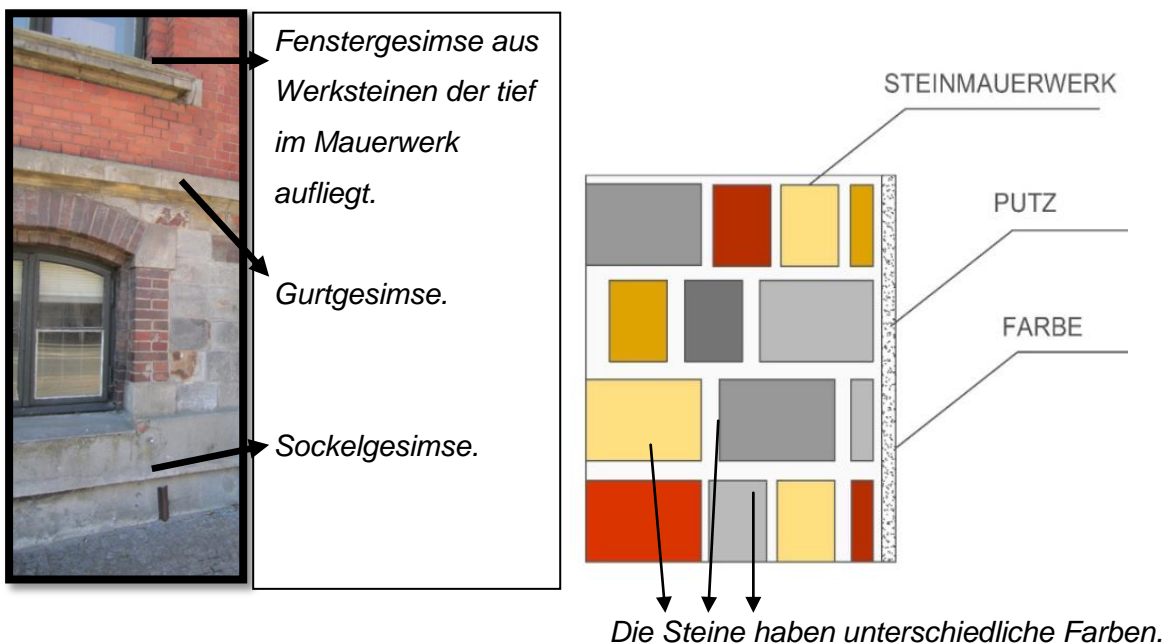 Fenstergesimse aus
Werksteinen der tief
im Mauerwerk
aufliegt.
Gurtgesimse.
Sockelgesimse.
STEINMAUERWERK
PUTZ
FARBE
Die Steine haben unterschiedliche Farben.